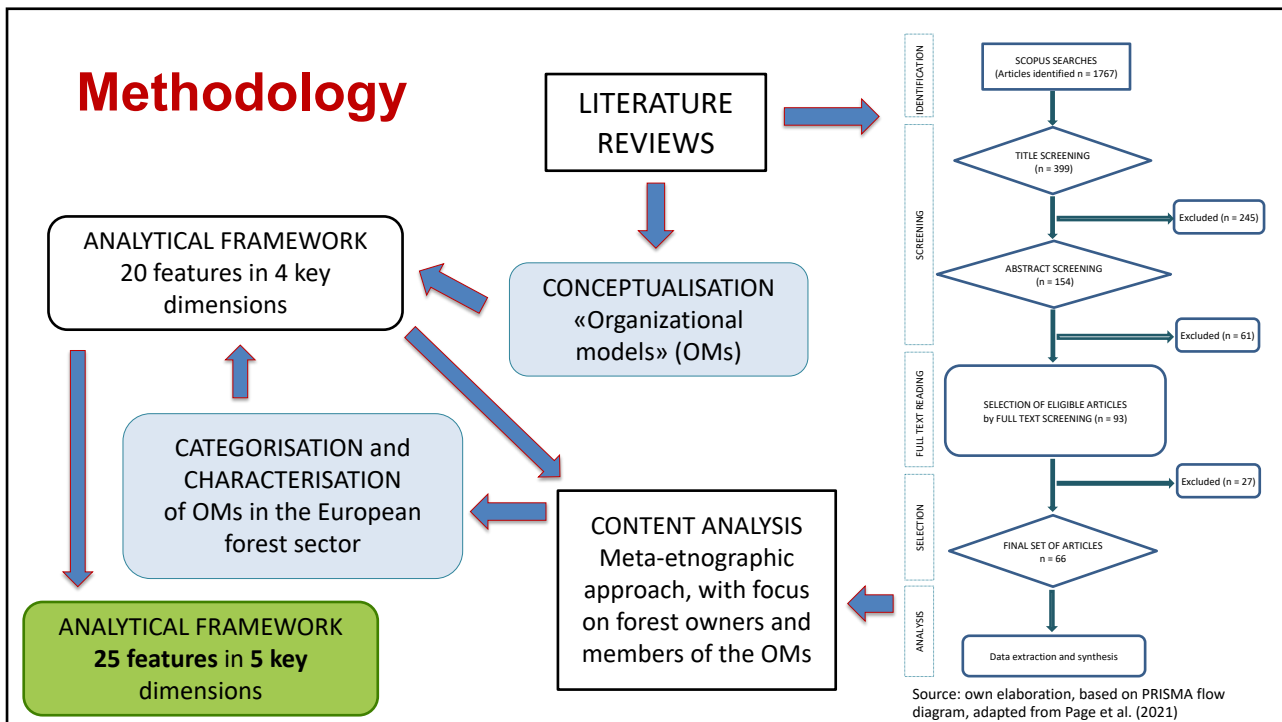 Methodology
LITERATURE
REVIEWS
ANALYTICAL FRAMEWORK
20 features in 4 key
dimensions
CONCEPTUALISATION
«Organizational
models» (OMs)
CATEGORISATION and
CHARACTERISATION
of OMs in the European
forest sector
CONTENT ANALYSIS
Meta-etnographic
approach, with focus
on forest owners and
members of the OMs
ANALYTICAL FRAMEWORK
25 features in 5 key
dimensions
IDENTIFICATION
SCREENING
FULL TEXT READING
SELECTION
ANALYSIS
SCOPUS SEARCHES
(Articles identified n = 1767)
TITLE SCREENING
(n = 399)
Excluded (n = 245)
ABSTRACT SCREENING
(n = 154)
Excluded (n = 61)
SELECTION OF ELIGIBLE ARTICLES
by FULL TEXT SCREENING (n = 93)
Excluded (n = 27)
FINAL SET OF ARTICLES
n = 66
Data extraction and synthesis
Source: own elaboration, based on PRISMA flow
diagram, adapted from Page et al. (2021)